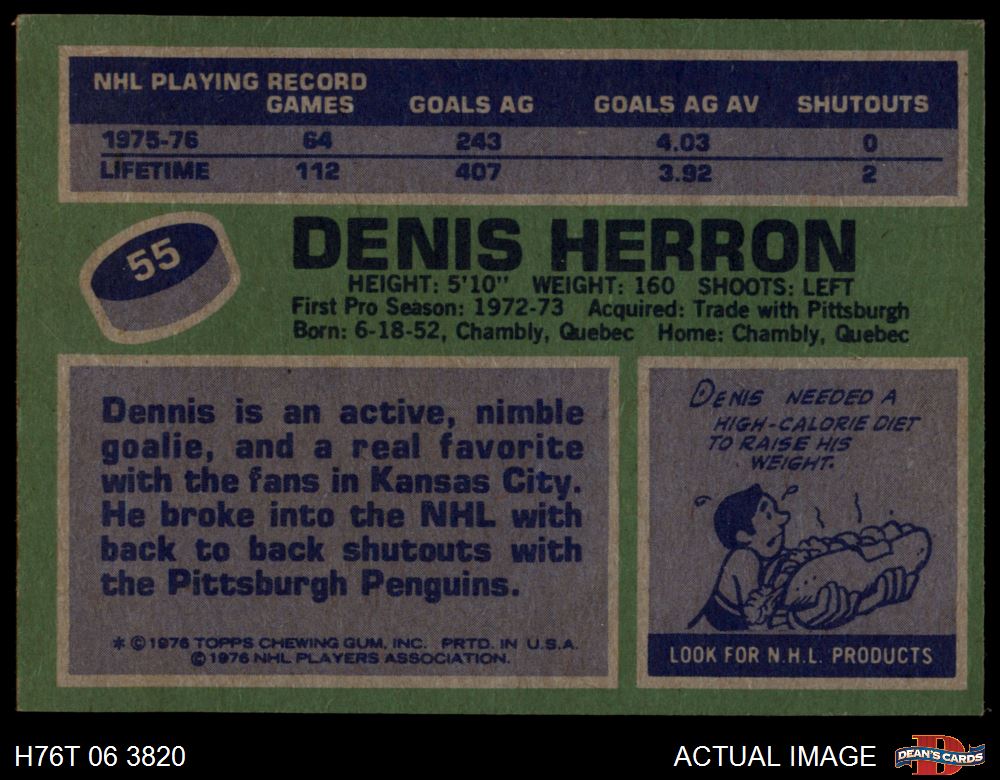 NHL PLAYING RECORD
GAMES GOALS AG GOALS AG AV SHUTOUTS
1975-76 64 243 4.03 0
LIFETIME 112 407 3.92 2
55
DENIS HERRON
HEIGHT: 5'10" WEIGHT: 160 SHOOTS: LEFT
First Pro Season: 1972-73 Acquired: Trade with Pittsburgh
Born: 6-18-52, Chambly, Quebec Home: Chambly, Quebec
Dennis is an active, nimble
goalie, and a real favorite
with the fans in Kansas City.
He broke into the NHL with
back to back shutouts with
the Pittsburgh Penguins.
* © 1976 TOPPS CHEWING GUM, INC. PRTD. IN U.S.A.
© 1976 NHL PLAYERS ASSOCIATION.
DENIS NEEDED A
HIGH-CALORIE DIET
TO RAISE HIS
WEIGHT.
LOOK FOR N.H.L. PRODUCTS
H76T 06 3820
ACTUAL IMAGE
D
DEAN'S CARDS